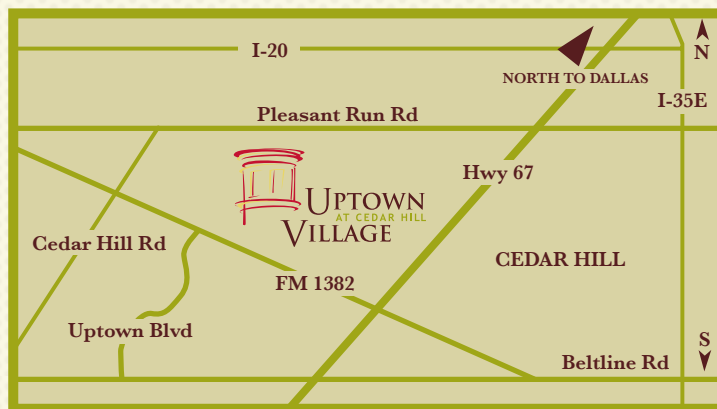 I-20
N
NORTH TO DALLAS
I-35E
Pleasant Run Rd
Hwy 67
UPTOWN
AT CEDAR HILL
VILLAGE
Cedar Hill Rd
CEDAR HILL
FM 1382
Uptown Blvd
S
Beltline Rd